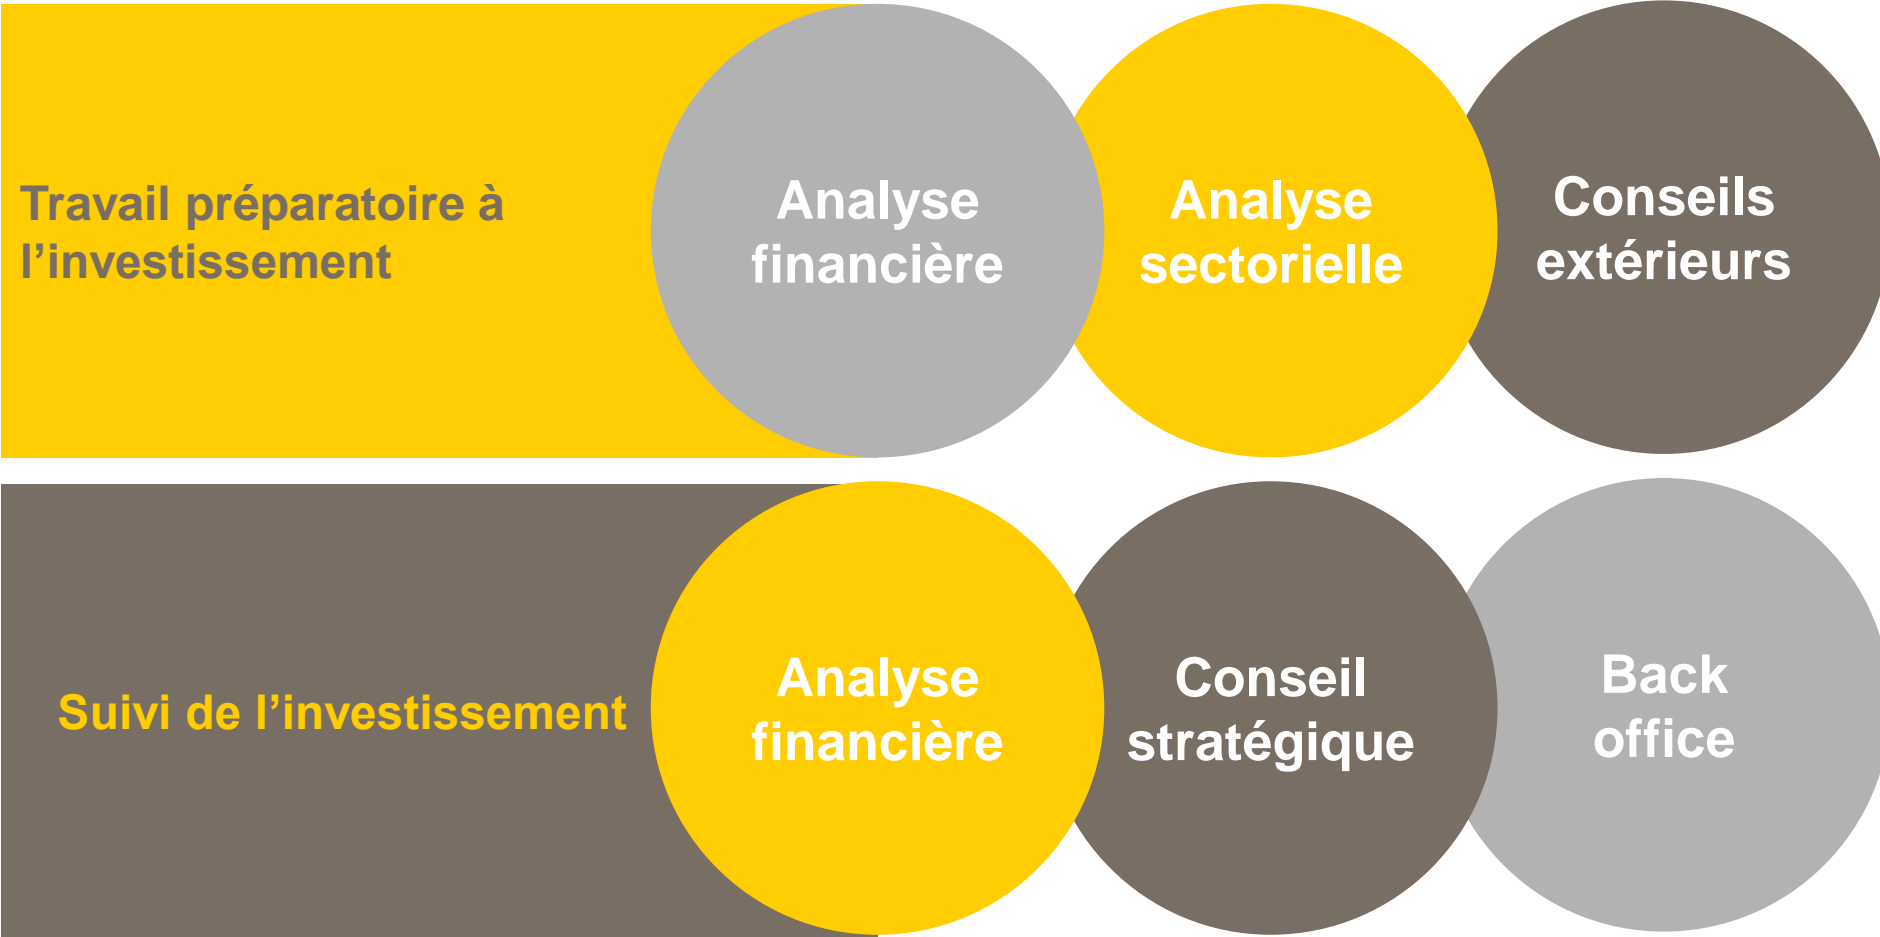 Travail préparatoire à
l’investissement
Analyse
financière
Analyse
sectorielle
Conseils
extérieurs
Suivi de l’investissement
Analyse
financière
Conseil
stratégique
Back
office